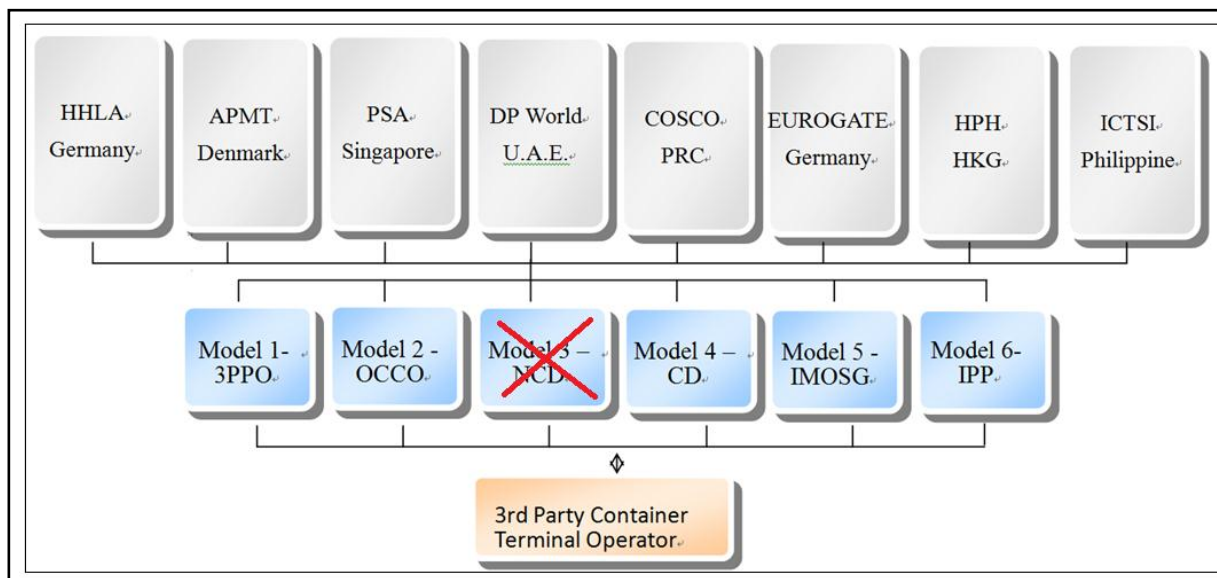 HHLA
Germany
APMT
Denmark
PSA
Singapore
DP World
U.A.E.
COSCO
PRC
EUROGATE
Germany
HPH
HKG
ICTSI
Philippine
Model 1-
3PPO
Model 2 -
OCCO
Model 3 –
NCD
Model 4 –
CD
Model 5 -
IMOSG
Model 6-
IPP
3rd Party Container
Terminal Operator